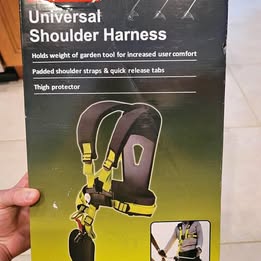 Universal
Shoulder Harness
Holds weight of garden tool for increased user comfort
Padded shoulder straps & quick release tabs
Thigh protector